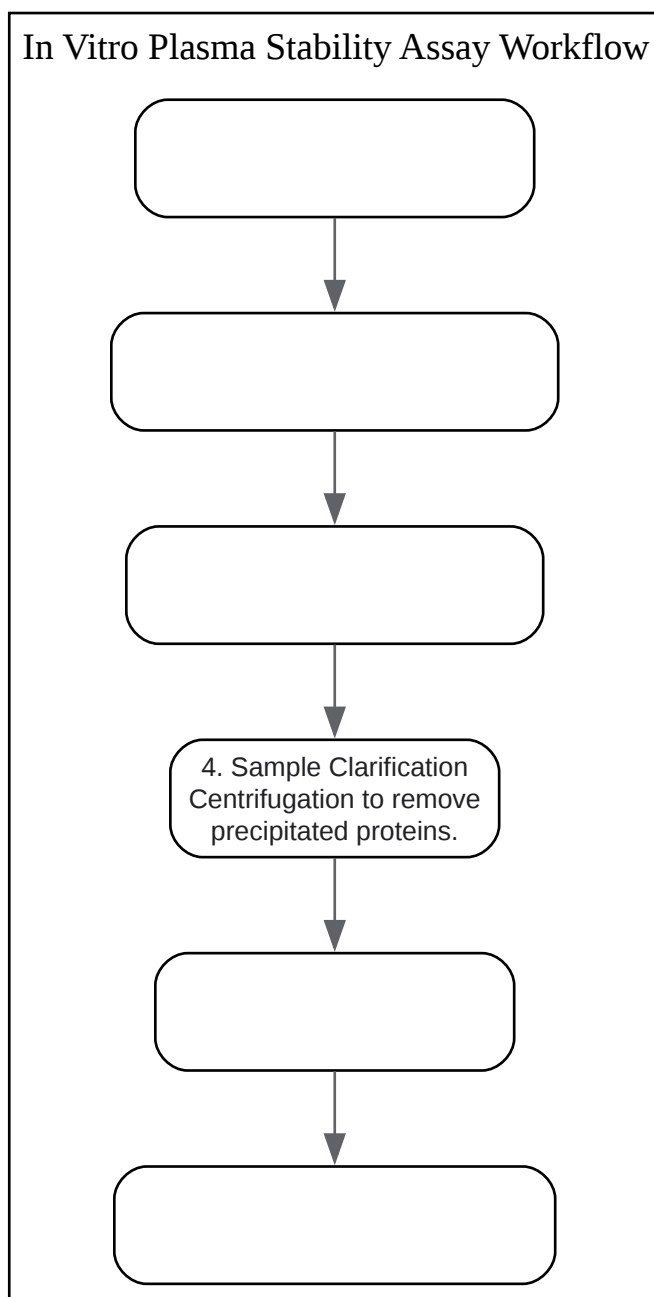 In Vitro Plasma Stability Assay Workflow
4. Sample Clarification
Centrifugation to remove
precipitated proteins.